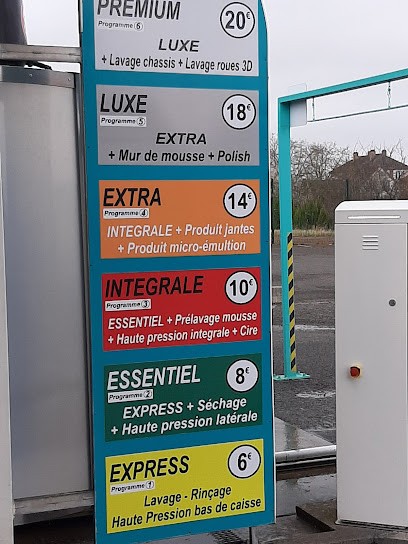 PREMIUM
Programme 6
20€
LUXE
+ Lavage chassis + Lavage roues 3D
LUXE
Programme 5
18€
EXTRA
+ Mur de mousse + Polish
EXTRA
Programme 4
14€
INTEGRALE + Produit jantes
+ Produit micro-émultion
INTEGRALE
Programme 3
10€
ESSENTIEL + Prélavage mousse
+ Haute pression integrale + Cire
ESSENTIEL
Programme 2
8€
EXPRESS + Séchage
+ Haute pression latérale
EXPRESS
Programme 1
6€
Lavage - Rinçage
Haute Pression bas de caisse